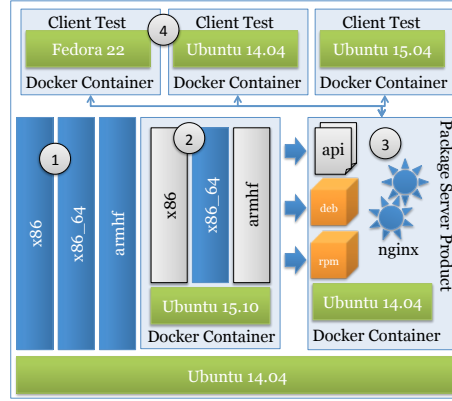 Client Test
Fedora 22
Docker Container
4
Client Test
Ubuntu 14.04
Docker Container
Client Test
Ubuntu 15.04
Docker Container
1
x86
x86_64
armhf
2
x86
x86_64
armhf
Ubuntu 15.10
Docker Container
api
deb
rpm
3
nginx
Ubuntu 14.04
Docker Container
Package Server Product
Ubuntu 14.04